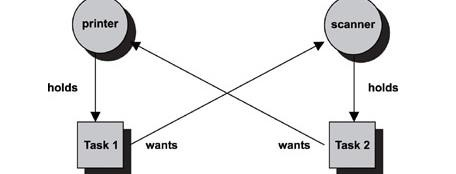 printer
scanner
holds
holds
Task 1
wants
wants
Task 2